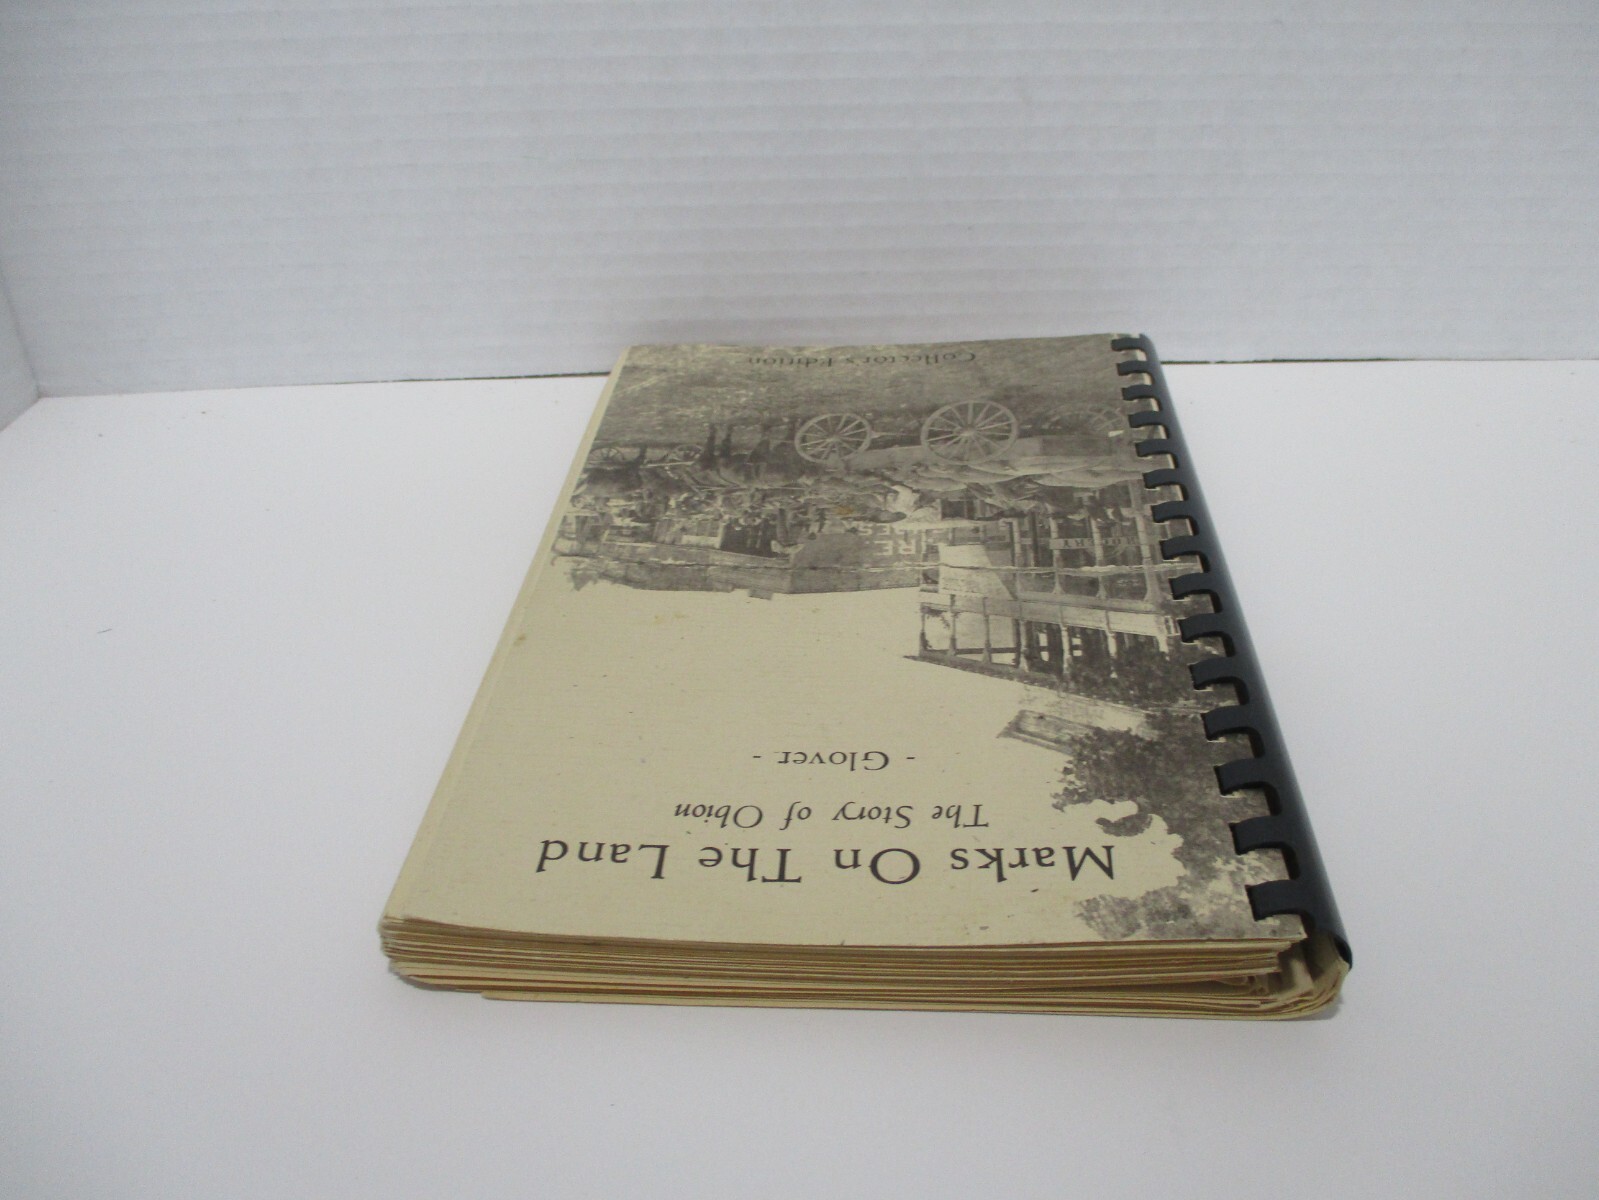 Marks On The Land
The Story of Obion
- Glover -
Collector's Edition